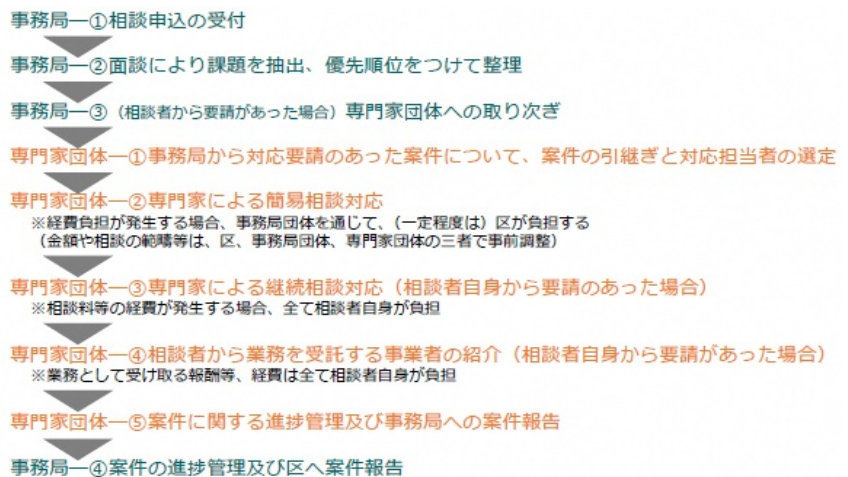 事務局―①相談申込の受付
事務局―②面談により課題を抽出、優先順位をつけて整理
事務局―③（相談者から要請があった場合）専門家団体への取り次ぎ
専門家団体―①事務局から対応要請のあった案件について、案件の引継ぎと対応担当者の選定
専門家団体―②専門家による簡易相談対応
※経費負担が発生する場合、事務局団体を通じて、（一定程度は）区が負担する
（金額や相談の範疇等は、区、事務局団体、専門家団体の三者で事前調整）
専門家団体―③専門家による継続相談対応（相談者自身から要請のあった場合）
※相談料等の経費が発生する場合、全て相談者自身が負担
専門家団体―④相談者から業務を受託する事業者の紹介（相談者自身から要請があった場合）
※業務として受け取る報酬等、経費は全て相談者自身が負担
専門家団体―⑤案件に関する進捗管理及び事務局への案件報告
事務局―④案件の進捗管理及び区へ案件報告